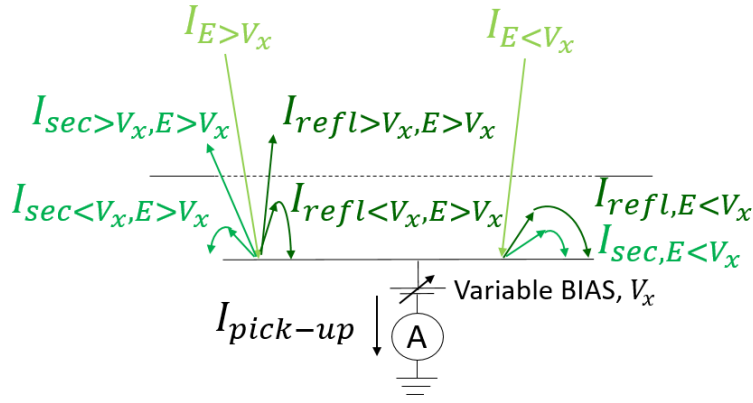 I_{E>V_x}
I_{E<V_x}
I_{sec>V_x,E>V_x}
I_{refl>V_x,E>V_x}
I_{sec<V_x,E>V_x}
I_{refl<V_x,E>V_x}
I_{refl,E<V_x}
I_{sec,E<V_x}
Variable BIAS, V_x
I_{pick-up}
A